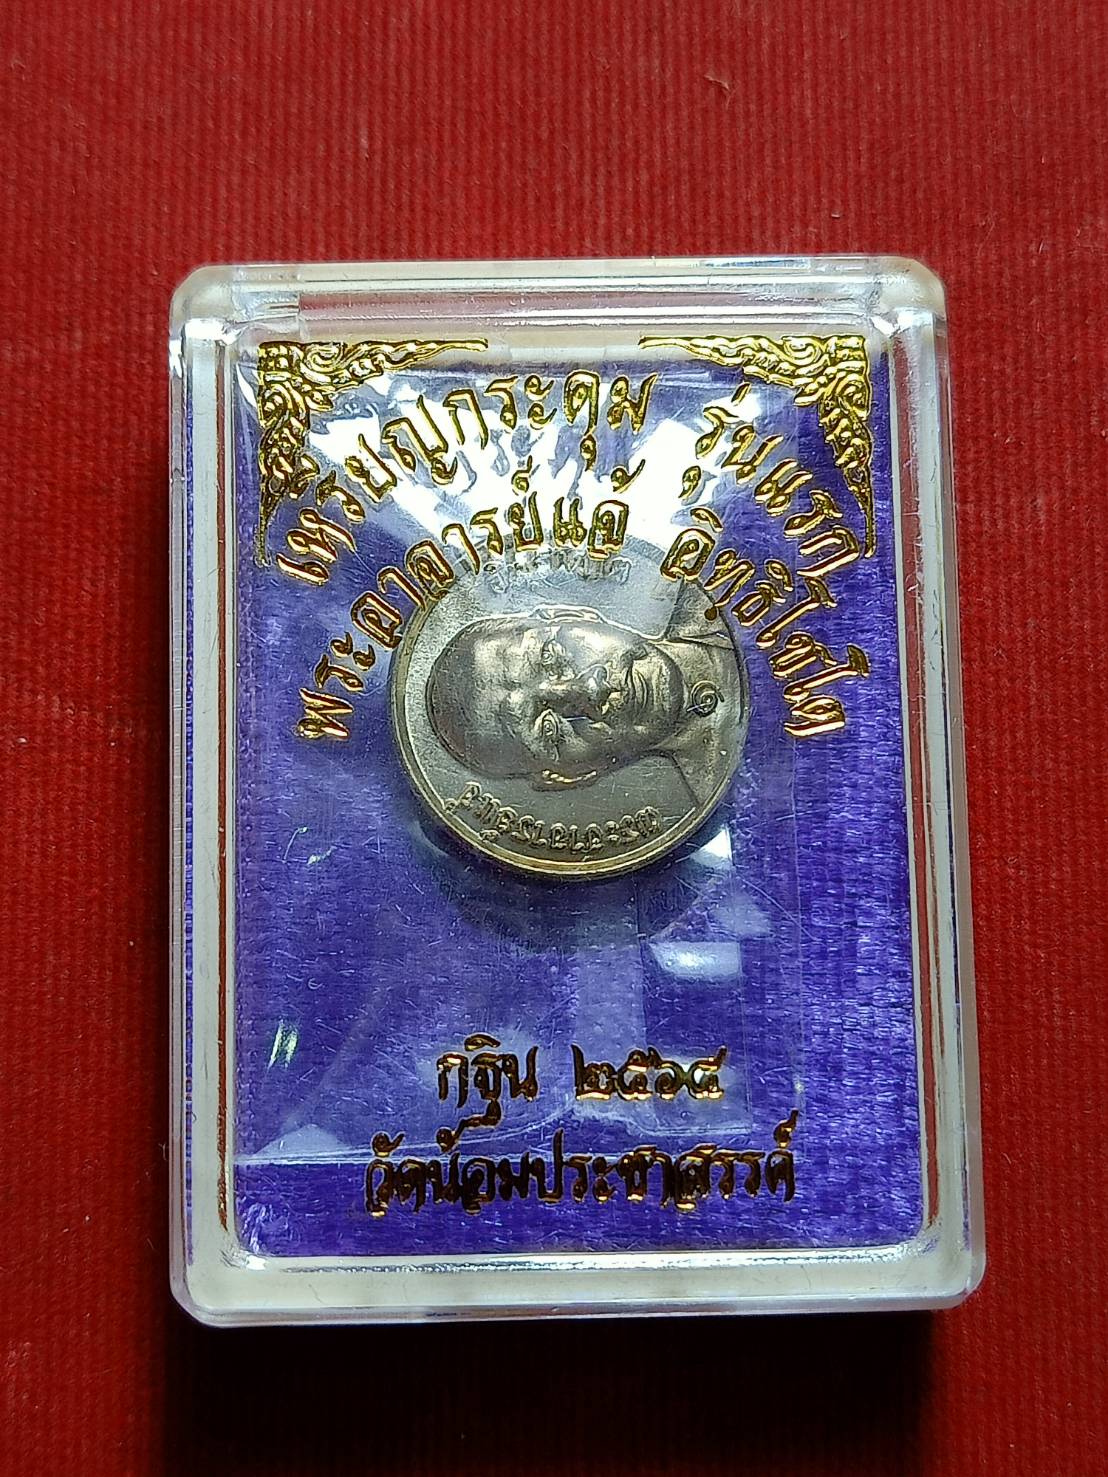 เหรียญกระดุม รุ่นแรก
พระอาจารย์แจ้ อิทธิโชโต
กฐิน ๒๕๖๔
วัดน้อมประชาสรรค์